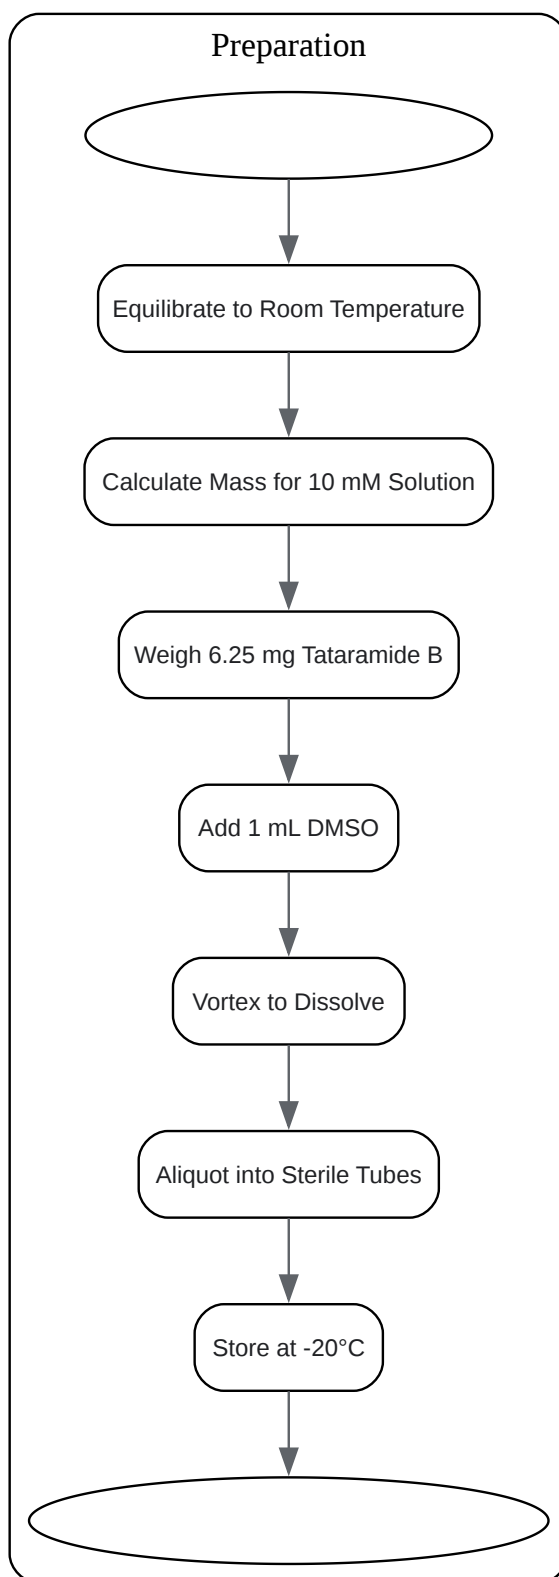 Preparation
Equilibrate to Room Temperature
Calculate Mass for 10 mM Solution
Weigh 6.25 mg Tataramide B
Add 1 mL DMSO
Vortex to Dissolve
Aliquot into Sterile Tubes
Store at -20°C